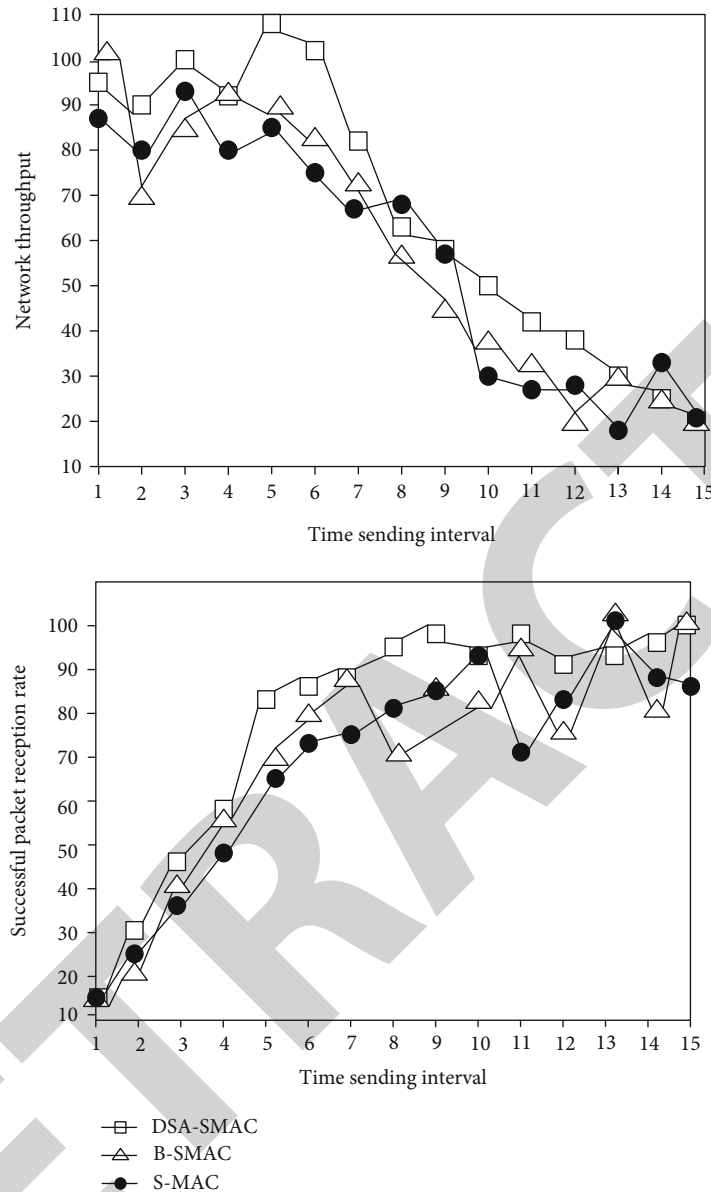 110
100
90
80
70
60
50
40
30
20
10
Network throughput
1 2 3 4 5 6 7 8 9 10 11 12 13 14 15
Time sending interval
100
90
80
70
60
50
40
30
20
10
Successful packet reception rate
1 2 3 4 5 6 7 8 9 10 11 12 13 14 15
Time sending interval
DSA-SMAC
B-SMAC
S-MAC
ETRACT